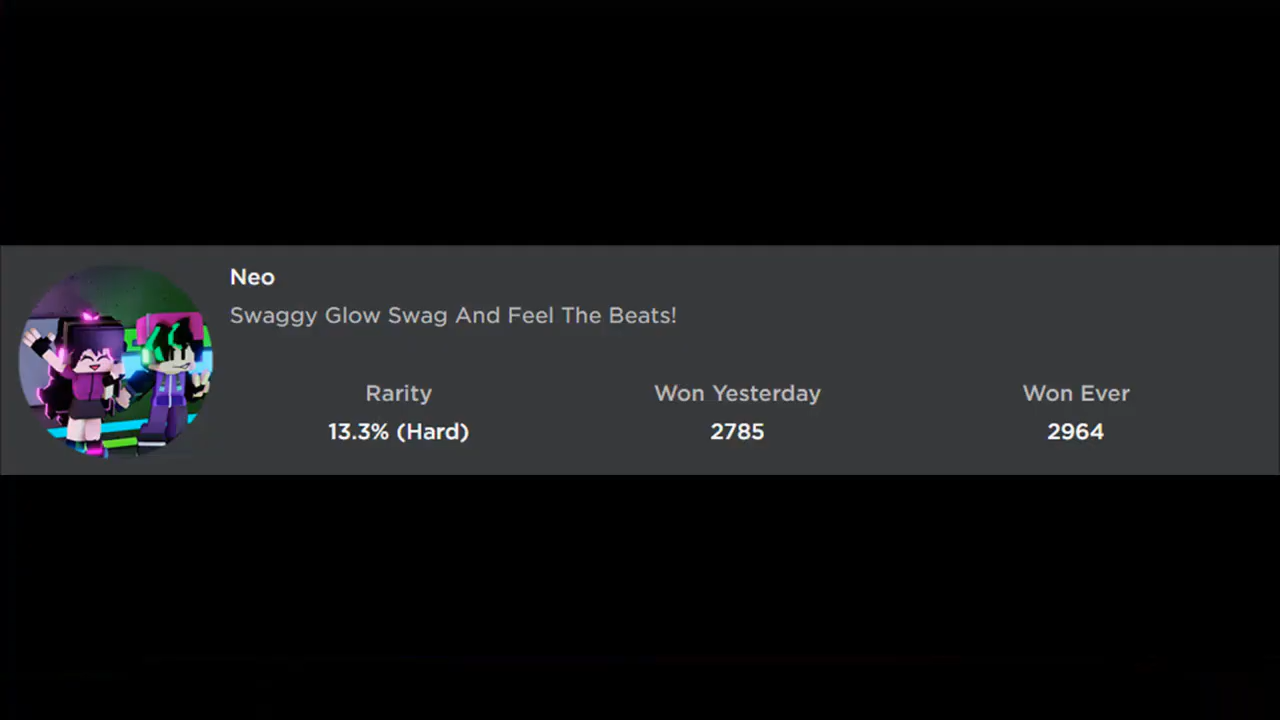 Neo
Swaggy Glow Swag And Feel The Beats!
Rarity Won Yesterday Won Ever
13.3% (Hard) 2785 2964